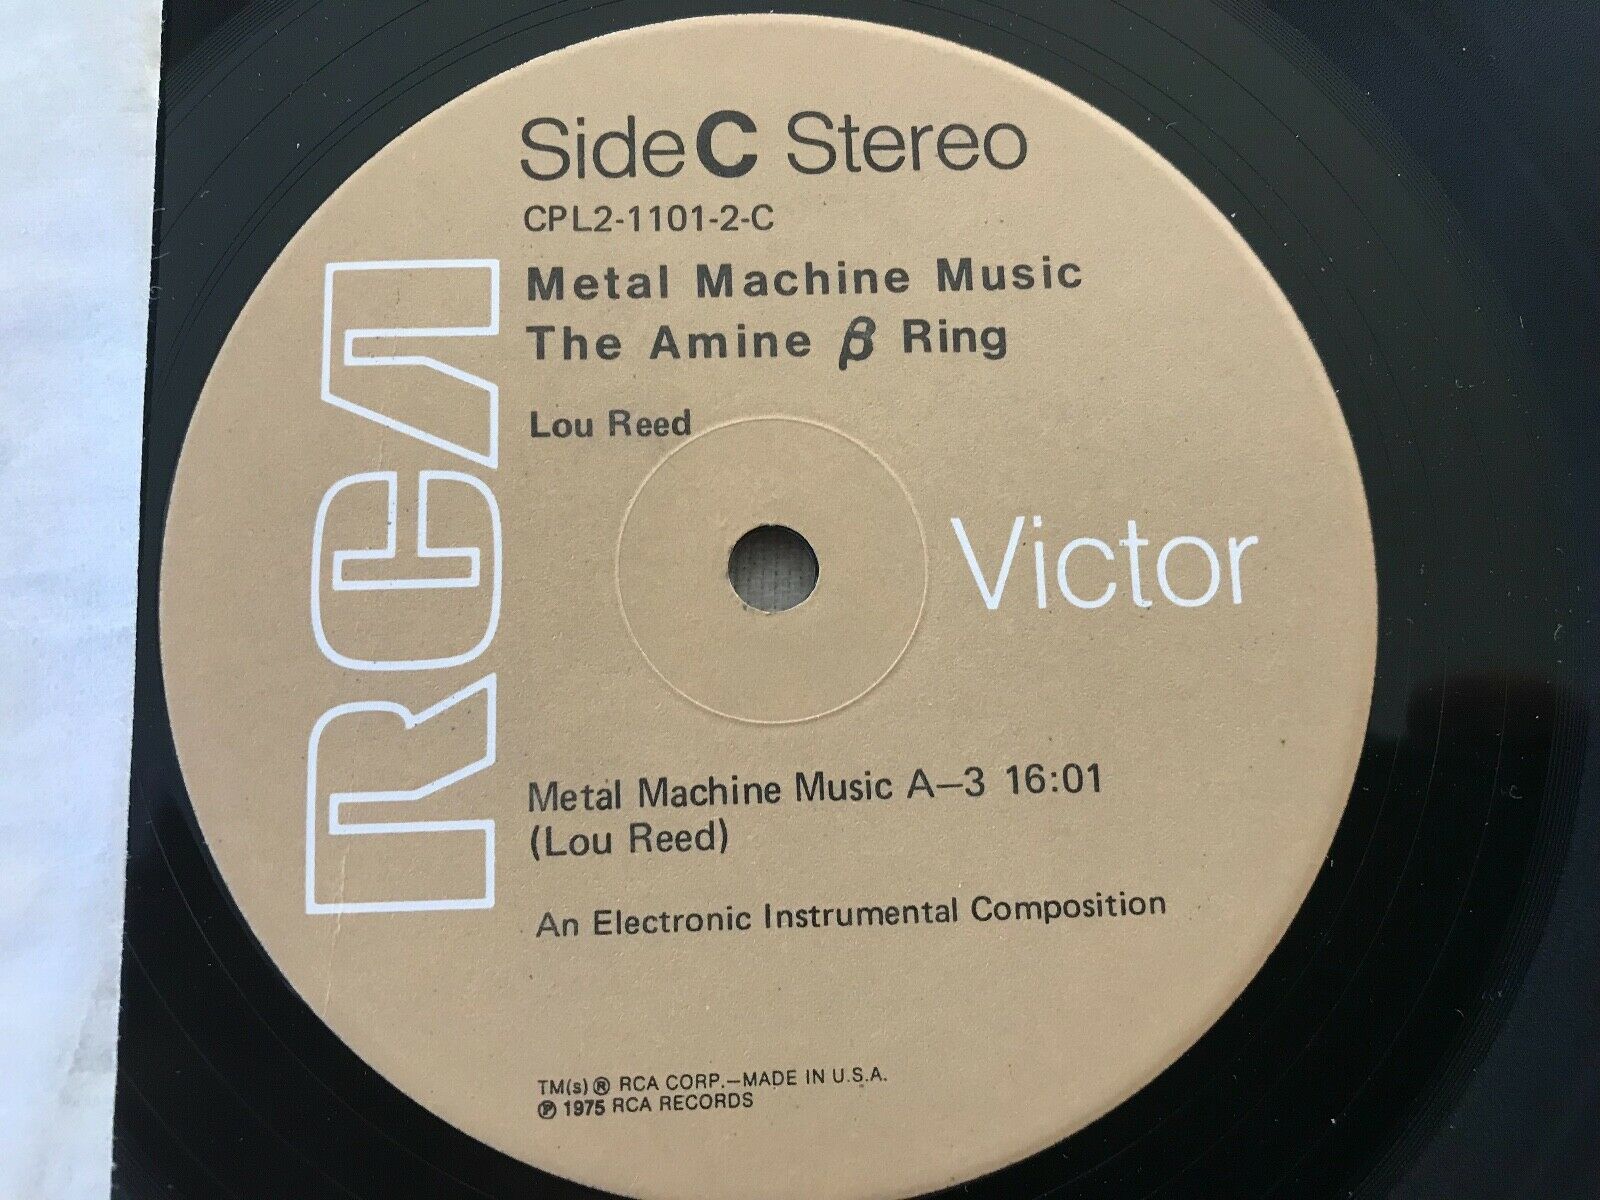 Side C Stereo
CPL2-1101-2-C
Metal Machine Music
The Amine β Ring
Lou Reed
RCA
Victor
Metal Machine Music A–3 16:01
(Lou Reed)
An Electronic Instrumental Composition
TM(s) ® RCA CORP.–MADE IN U.S.A.
℗ 1975 RCA RECORDS